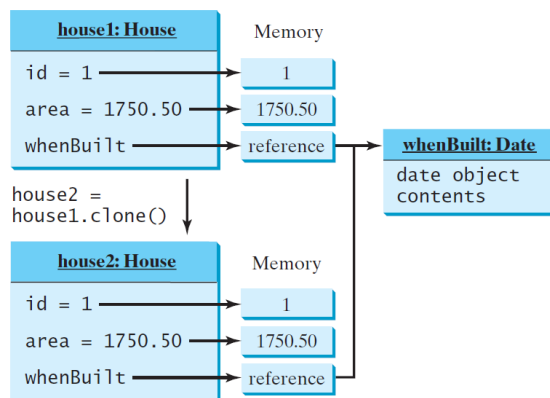 house1: House
Memory
id = 1
1
area = 1750.50
1750.50
whenBuilt
reference
whenBuilt: Date
date object
contents
house2 =
house1.clone()
house2: House
Memory
id = 1
1
area = 1750.50
1750.50
whenBuilt
reference